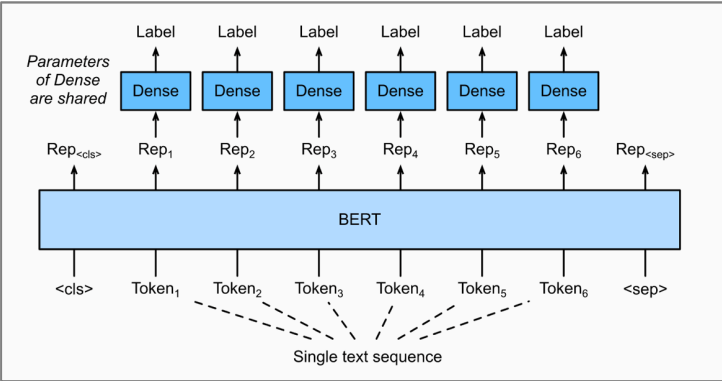 Label Label Label Label Label Label
Parameters
of Dense
are shared
Dense Dense Dense Dense Dense Dense
Rep<cls> Rep1 Rep2 Rep3 Rep4 Rep5 Rep6 Rep<sep>
BERT
<cls> Token1 Token2 Token3 Token4 Token5 Token6 <sep>
Single text sequence